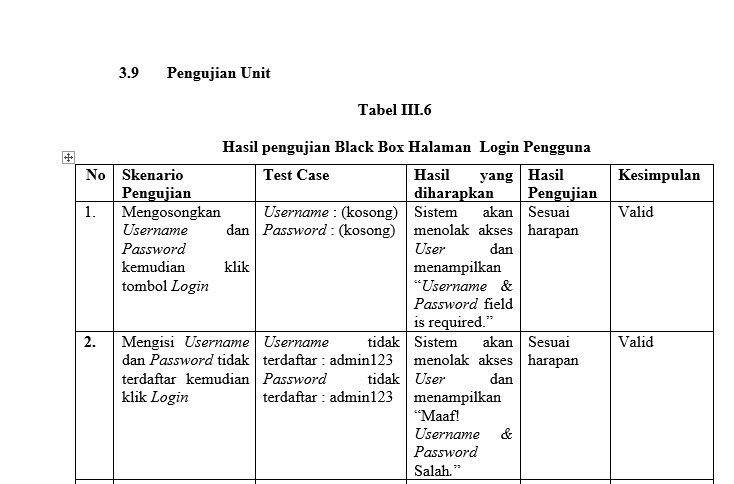 3.9 Pengujian Unit
Tabel III.6
Hasil pengujian Black Box Halaman Login Pengguna
No
Skenario
Pengujian
Test Case
Hasil yang
diharapkan
Hasil
Pengujian
Kesimpulan
1.
Mengosongkan
Username dan
Password
kemudian klik
tombol Login
Username : (kosong)
Password : (kosong)
Sistem akan
menolak akses
User dan
menampilkan
“Username &
Password field
is required.”
Sesuai
harapan
Valid
2.
Mengisi Username
dan Password tidak
terdaftar kemudian
klik Login
Username tidak
terdaftar : admin123
Password tidak
terdaftar : admin123
Sistem akan
menolak akses
User dan
menampilkan
“Maaf!
Username &
Password
Salah.”
Sesuai
harapan
Valid